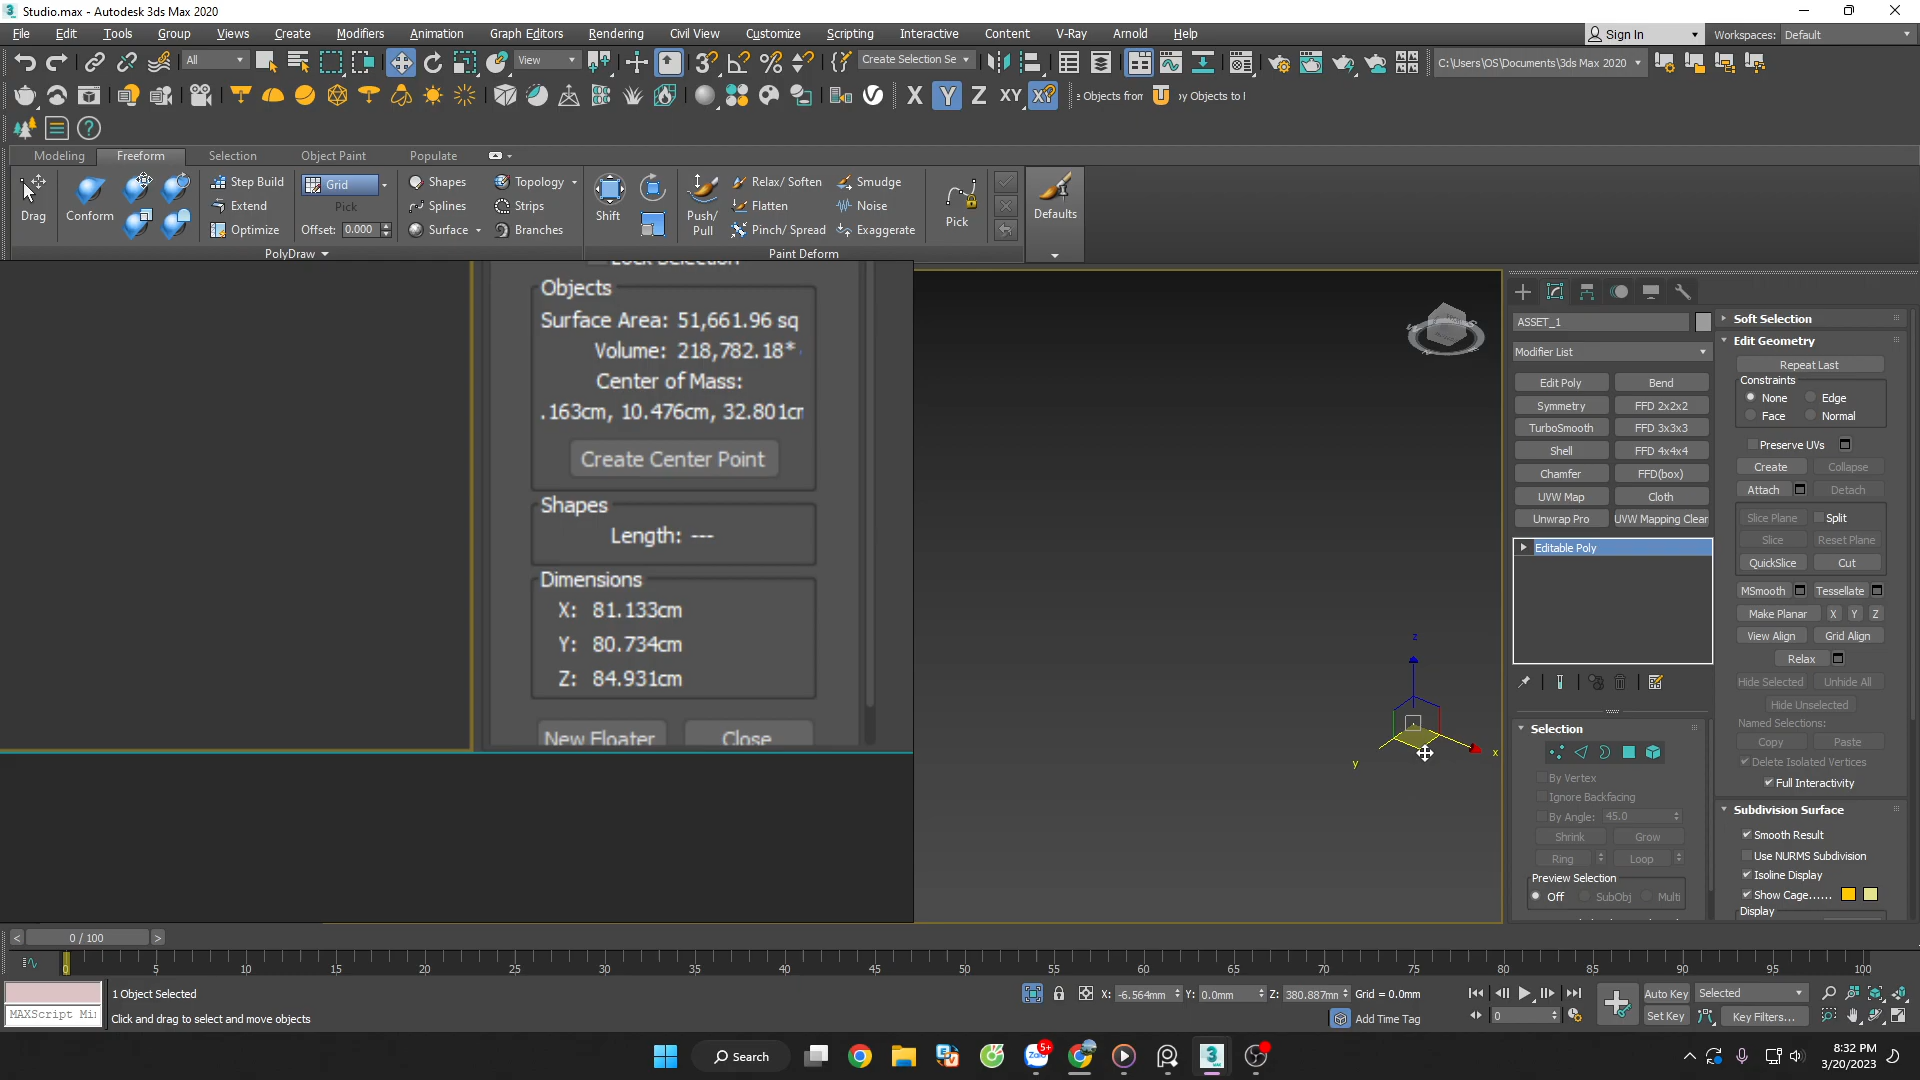 Studio.max - Autodesk 3ds Max 2020
File Edit Tools Group Views Create Modifiers Animation Graph Editors Rendering Civil View Customize Scripting Interactive Content V-Ray Arnold Help
Sign In Workspaces: Default
All View Create Selection Se C:\Users\OS\Documents\3ds Max 2020
X Y Z XY XY Objects from Objects to
Modeling Freeform Selection Object Paint Populate
Drag Conform Step Build Extend Optimize Grid Pick Offset: 0.000
Shapes Splines Surface Topology Strips Branches
Shift Push/ Pull Relax/ Soften Flatten Pinch/ Spread Smudge Noise Exaggerate Pick Defaults
PolyDraw Paint Deform
Objects
Surface Area: 51,661.96 sq
Volume: 218,782.18*
Center of Mass:
.163cm, 10.476cm, 32.801cm
Create Center Point
Shapes
Length: ---
Dimensions
X: 81.133cm
Y: 80.734cm
Z: 84.931cm
New Floater Close
z
x
y
ASSET_1
Modifier List
Edit Poly Bend
Symmetry FFD 2x2x2
TurboSmooth FFD 3x3x3
Shell FFD 4x4x4
Chamfer FFD(box)
UVW Map Cloth
Unwrap Pro UVW Mapping Clear
Editable Poly
Selection
By Vertex
Ignore Backfacing
By Angle: 45.0
Shrink Grow
Ring Loop
Preview Selection
Off SubObj Multi
Soft Selection
Edit Geometry
Repeat Last
Constraints
None Edge
Face Normal
Preserve UVs
Create Collapse
Attach Detach
Slice Plane Split
Slice Reset Plane
QuickSlice Cut
MSmooth Tessellate
Make Planar X Y Z
View Align Grid Align
Relax
Hide Selected Unhide All
Hide Unselected
Named Selections:
Copy Paste
Delete Isolated Vertices
Full Interactivity
Subdivision Surface
Smooth Result
Use NURMS Subdivision
Isoline Display
Show Cage......
Display
< 0 / 100 >
0 5 10 15 20 25 30 35 40 45 50 55 60 65 70 75 80 85 90 95 100
1 Object Selected X: -6.564mm Y: 0.0mm Z: 380.887mm Grid = 0.0mm Auto Key Selected
MAXScript Mi Click and drag to select and move objects Add Time Tag 0 Set Key Key Filters...
Search Zalo 5+ 8:32 PM
3/20/2023